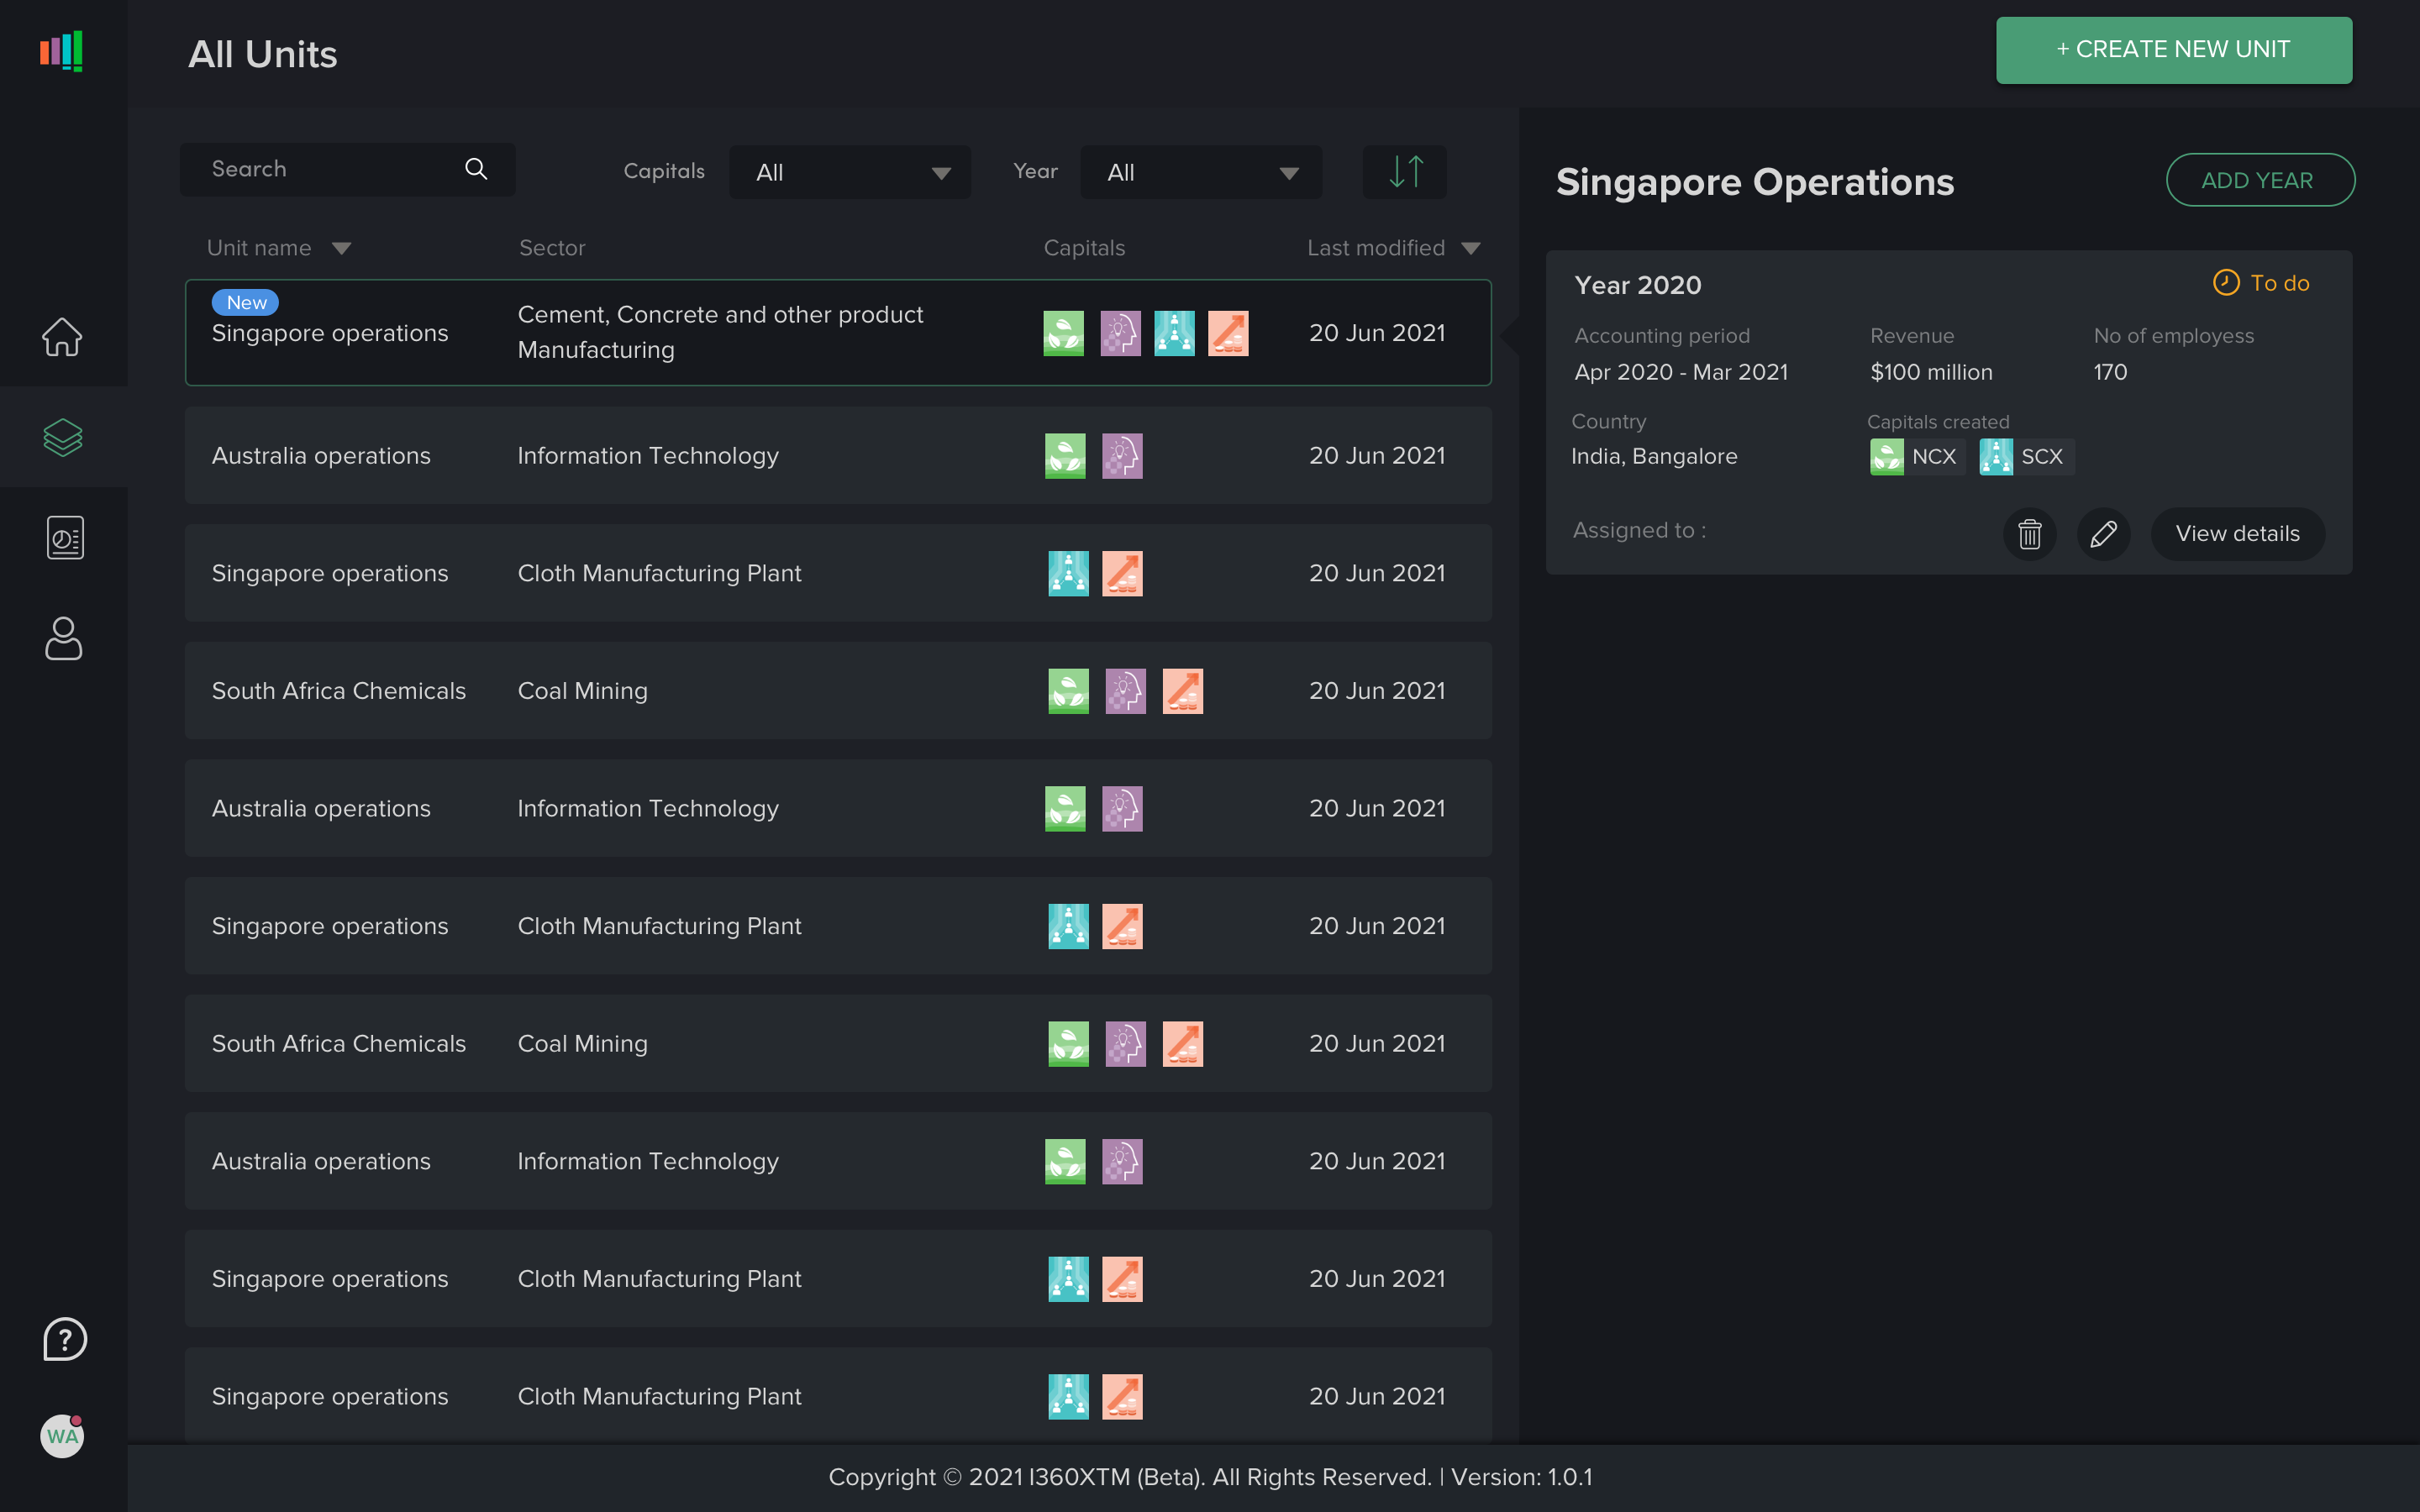 All Units
+ CREATE NEW UNIT
Search
Capitals
All
Year
All
Unit name
Sector
Capitals
Last modified
New
Singapore operations
Cement, Concrete and other product
Manufacturing
20 Jun 2021
Australia operations
Information Technology
20 Jun 2021
Singapore operations
Cloth Manufacturing Plant
20 Jun 2021
South Africa Chemicals
Coal Mining
20 Jun 2021
Australia operations
Information Technology
20 Jun 2021
Singapore operations
Cloth Manufacturing Plant
20 Jun 2021
South Africa Chemicals
Coal Mining
20 Jun 2021
Australia operations
Information Technology
20 Jun 2021
Singapore operations
Cloth Manufacturing Plant
20 Jun 2021
Singapore operations
Cloth Manufacturing Plant
20 Jun 2021
Singapore Operations
ADD YEAR
Year 2020
To do
Accounting period
Revenue
No of employess
Apr 2020 - Mar 2021
$100 million
170
Country
Capitals created
India, Bangalore
NCX
SCX
Assigned to :
View details
?
WA
Copyright © 2021 I360XTM (Beta). All Rights Reserved. | Version: 1.0.1